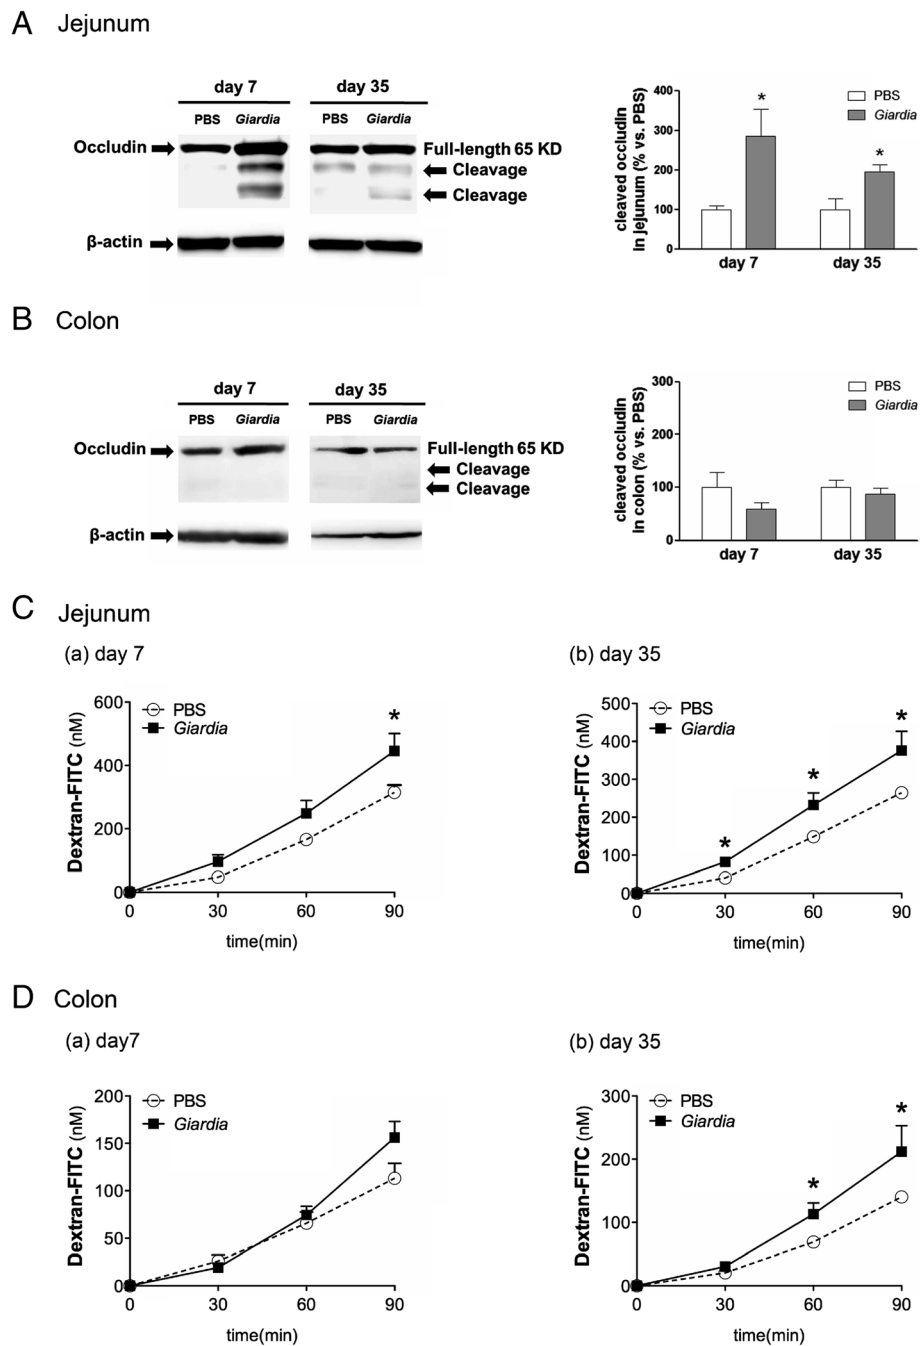 A Jejunum
day 7 day 35
PBS Giardia PBS Giardia
Occludin Full-length 65 KD
Cleavage
Cleavage
β-actin
cleaved occludin
In jejunum (% vs. PBS)
400
300
200
100
0
* *
PBS
Giardia
day 7 day 35
B Colon
day 7 day 35
PBS Giardia PBS Giardia
Occludin Full-length 65 KD
Cleavage
Cleavage
β-actin
cleaved occludin
In colon (% vs. PBS)
300
200
100
0
PBS
Giardia
day 7 day 35
C Jejunum
(a) day 7
Dextran-FITC (nM)
600
400
200
0
PBS
Giardia
*
0 30 60 90
time(min)
(b) day 35
Dextran-FITC (nM)
500
400
300
200
100
0
PBS
Giardia
* * *
0 30 60 90
time(min)
D Colon
(a) day7
Dextran-FITC (nM)
200
150
100
50
0
PBS
Giardia
0 30 60 90
time(min)
(b) day 35
Dextran-FITC (nM)
300
200
100
0
PBS
Giardia
* *
0 30 60 90
time(min)